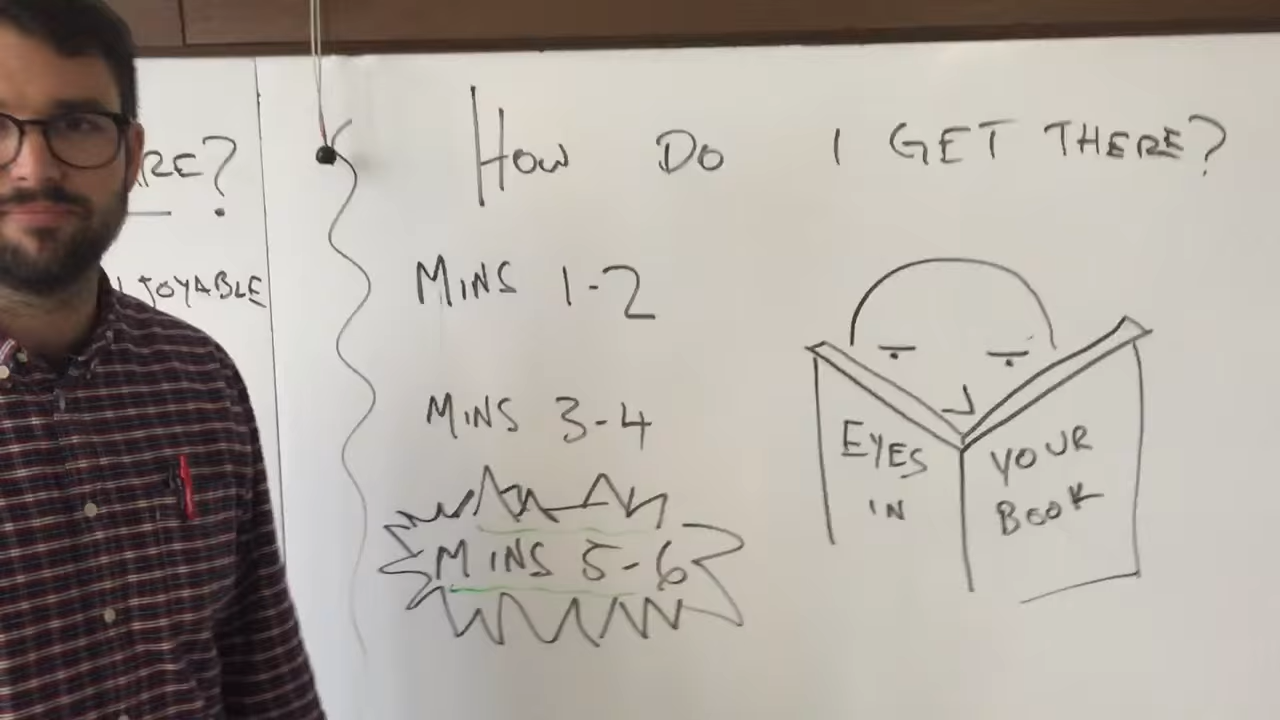 HOW DO I GET THERE?
MINS 1-2
MINS 3-4
MINS 5-6
EYES IN
YOUR BOOK